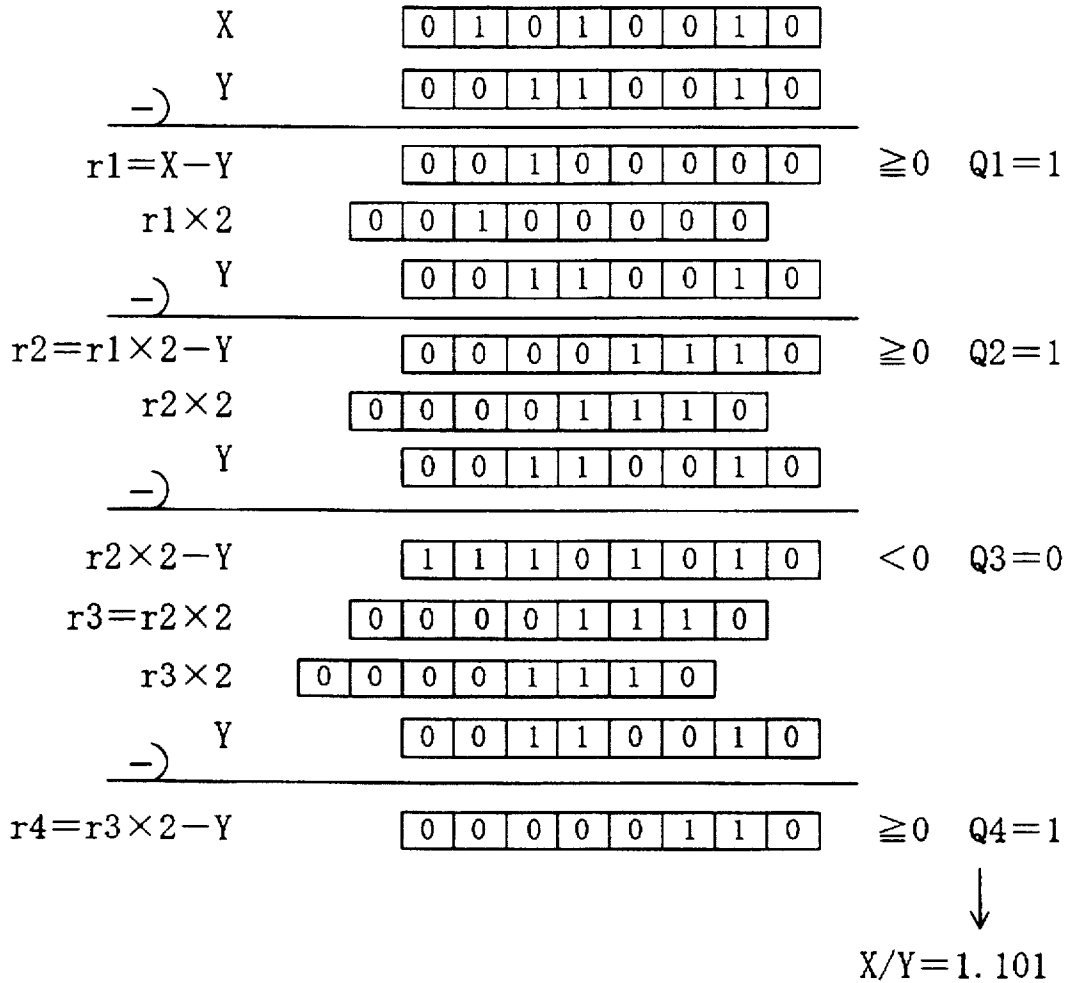 X 0 1 0 1 0 0 1 0
−) Y 0 0 1 1 0 0 1 0
r1=X−Y 0 0 1 0 0 0 0 0 ≧0 Q1=1
r1×2 0 0 1 0 0 0 0 0
−) Y 0 0 1 1 0 0 1 0
r2=r1×2−Y 0 0 0 0 1 1 1 0 ≧0 Q2=1
r2×2 0 0 0 0 1 1 1 0
−) Y 0 0 1 1 0 0 1 0
r2×2−Y 1 1 1 0 1 0 1 0 <0 Q3=0
r3=r2×2 0 0 0 0 1 1 1 0
r3×2 0 0 0 0 1 1 1 0
−) Y 0 0 1 1 0 0 1 0
r4=r3×2−Y 0 0 0 0 0 1 1 0 ≧0 Q4=1
X/Y=1.101